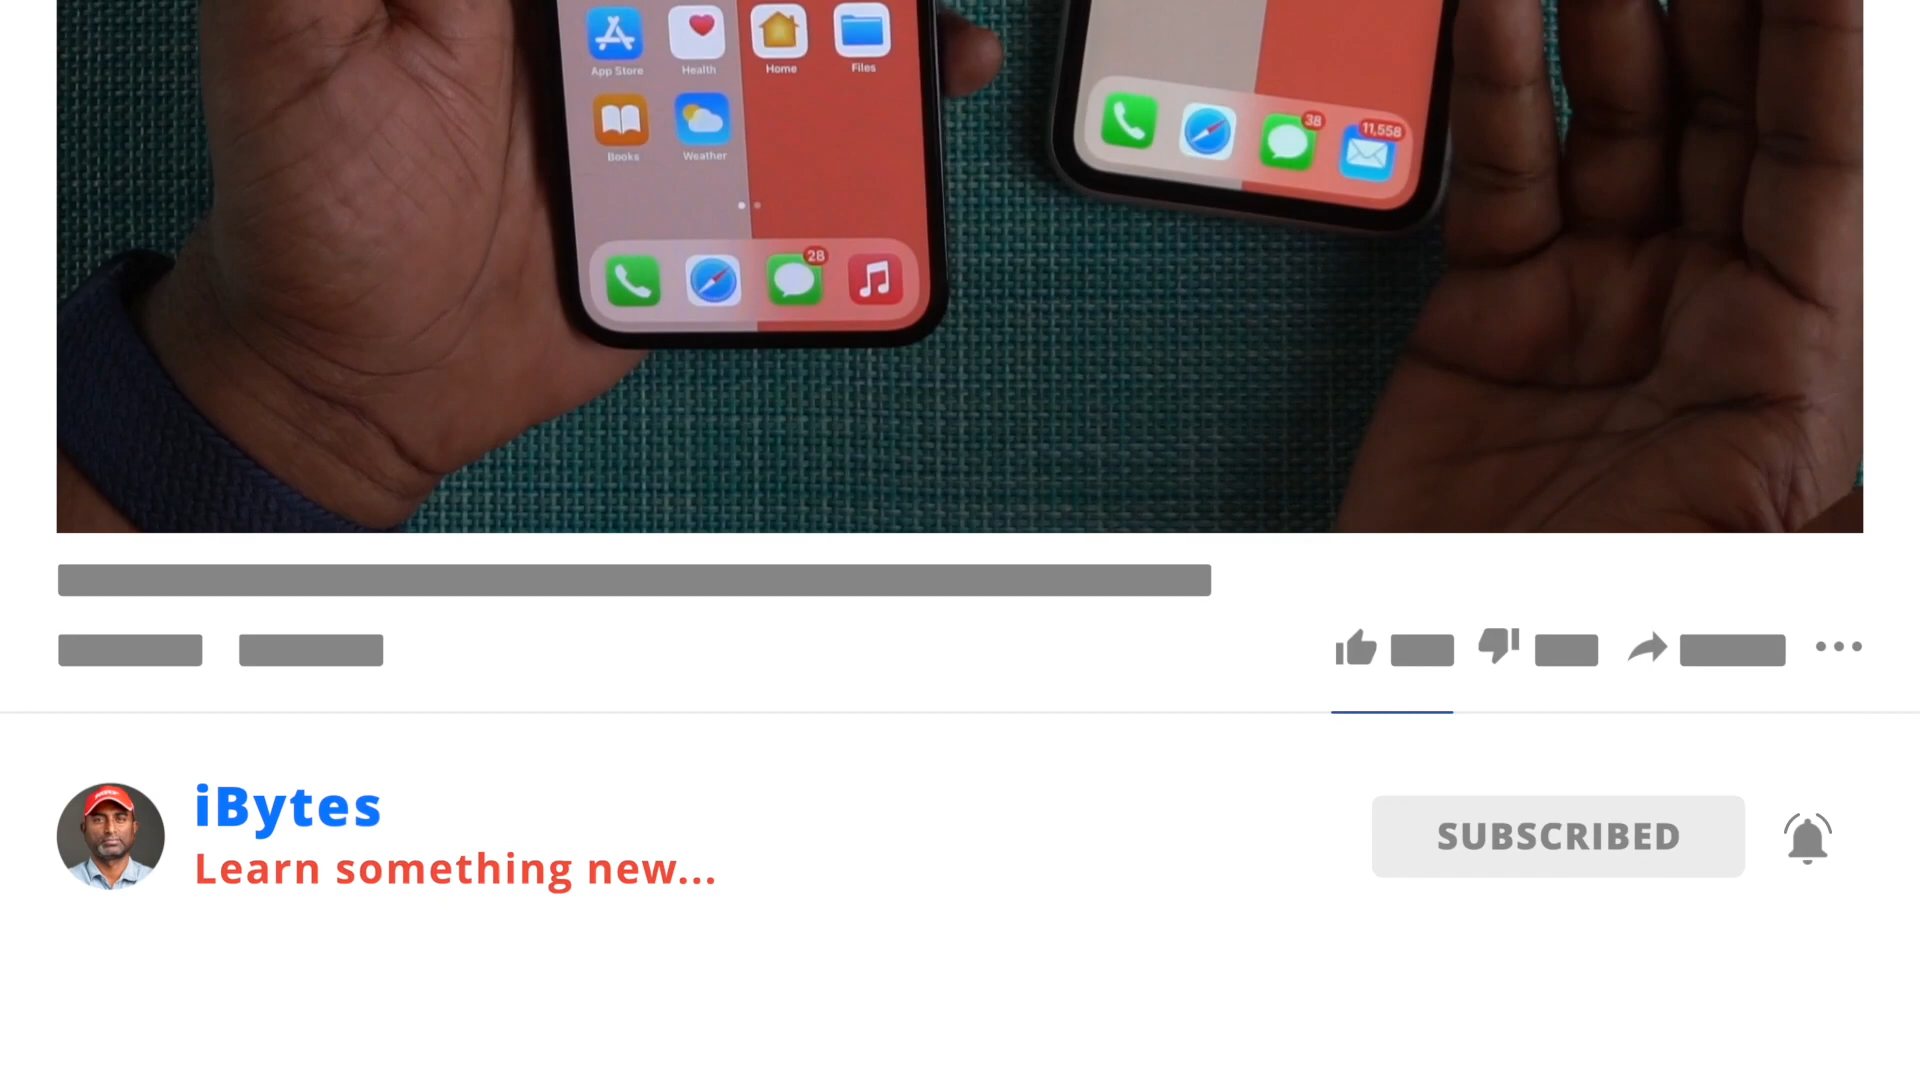 App Store
Health
Home
Files
Books
Weather
38
11,558
28
iBytes
Learn something new...
SUBSCRIBED